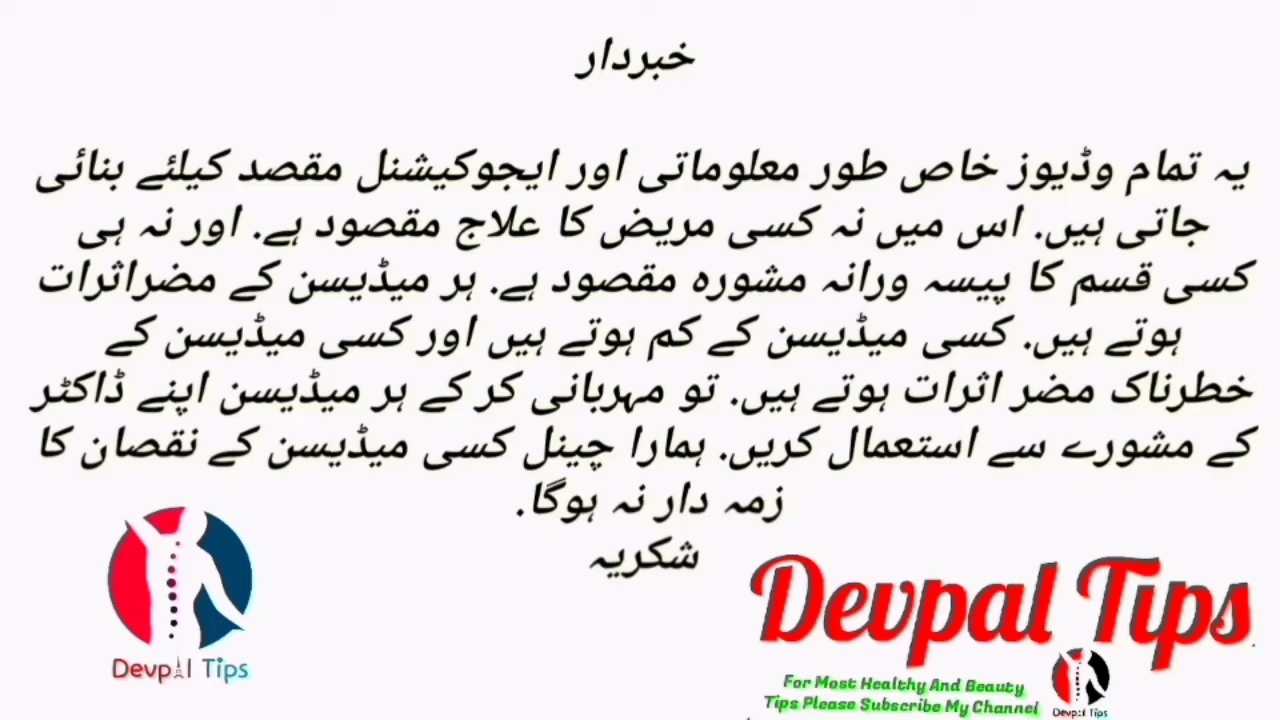 خبردار
یہ تمام وڈیوز خاص طور معلوماتی اور ایجوکیشنل مقصد کیلئے بنائی
جاتی ہیں. اس میں نہ کسی مریض کا علاج مقصود ہے. اور نہ ہی
کسی قسم کا پیسہ ورانہ مشورہ مقصود ہے. ہر میڈیسن کے مضراثرات
ہوتے ہیں. کسی میڈیسن کے کم ہوتے ہیں اور کسی میڈیسن کے
خطرناک مضر اثرات ہوتے ہیں. تو مہربانی کر کے ہر میڈیسن اپنے ڈاکٹر
کے مشورے سے استعمال کریں. ہمارا چینل کسی میڈیسن کے نقصان کا
زمہ دار نہ ہوگا.
شکریہ
Devpal Tips
Devpal Tips
For Most Healthy And Beauty
Tips Please Subscribe My Channel
Devpal Tips